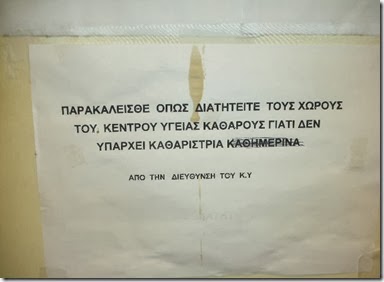 ΠΑΡΑΚΑΛΕΙΣΘΕ ΟΠΩΣ ΔΙΑΤΗΤΕΙΤΕ ΤΟΥΣ ΧΩΡΟΥΣ
ΤΟΥ, ΚΕΝΤΡΟΥ ΥΓΕΙΑΣ ΚΑΘΑΡΟΥΣ ΓΙΑΤΙ ΔΕΝ
ΥΠΑΡΧΕΙ ΚΑΘΑΡΙΣΤΡΙΑ ΚΑΘΗΜΕΡΙΝΑ
ΑΠΟ ΤΗΝ ΔΙΕΥΘΥΝΣΗ ΤΟΥ Κ.Υ